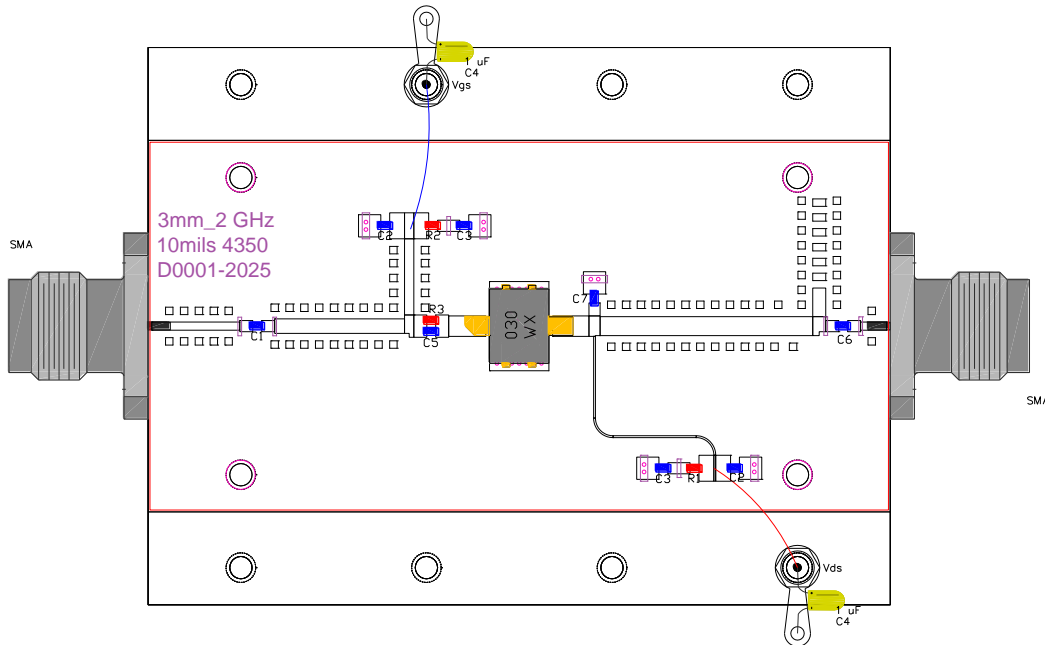 1 uF
C4
Vgs
3mm_2 GHz
10mils 4350
D0001-2025
SMA
C2
R2
C3
C7
R3
C5
C1
030
WX
C6
SMA
C3
R1
C2
Vds
1 uF
C4